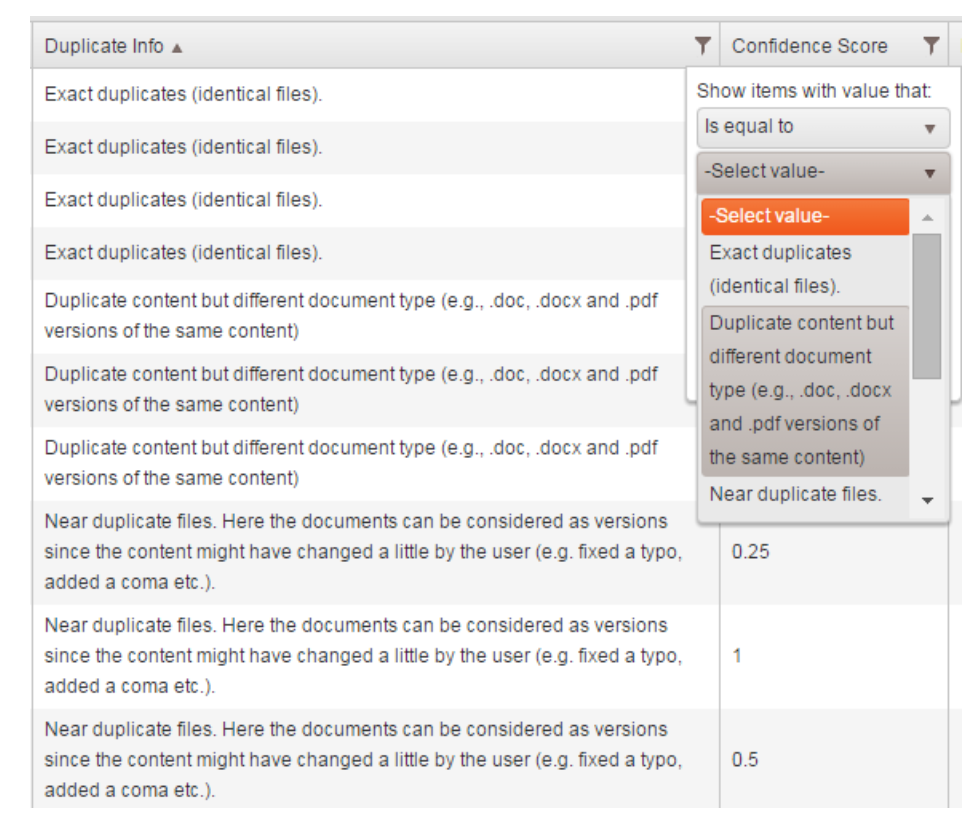 Duplicate Info ▲
Confidence Score
Exact duplicates (identical files).
Exact duplicates (identical files).
Exact duplicates (identical files).
Exact duplicates (identical files).
Duplicate content but different document type (e.g., .doc, .docx and .pdf
versions of the same content)
Duplicate content but different document type (e.g., .doc, .docx and .pdf
versions of the same content)
Duplicate content but different document type (e.g., .doc, .docx and .pdf
versions of the same content)
Near duplicate files. Here the documents can be considered as versions
since the content might have changed a little by the user (e.g. fixed a typo,
added a coma etc.).
0.25
Near duplicate files. Here the documents can be considered as versions
since the content might have changed a little by the user (e.g. fixed a typo,
added a coma etc.).
1
Near duplicate files. Here the documents can be considered as versions
since the content might have changed a little by the user (e.g. fixed a typo,
added a coma etc.).
0.5
Show items with value that:
Is equal to
-Select value-
-Select value-
Exact duplicates
(identical files).
Duplicate content but
different document
type (e.g., .doc, .docx
and .pdf versions of
the same content)
Near duplicate files.